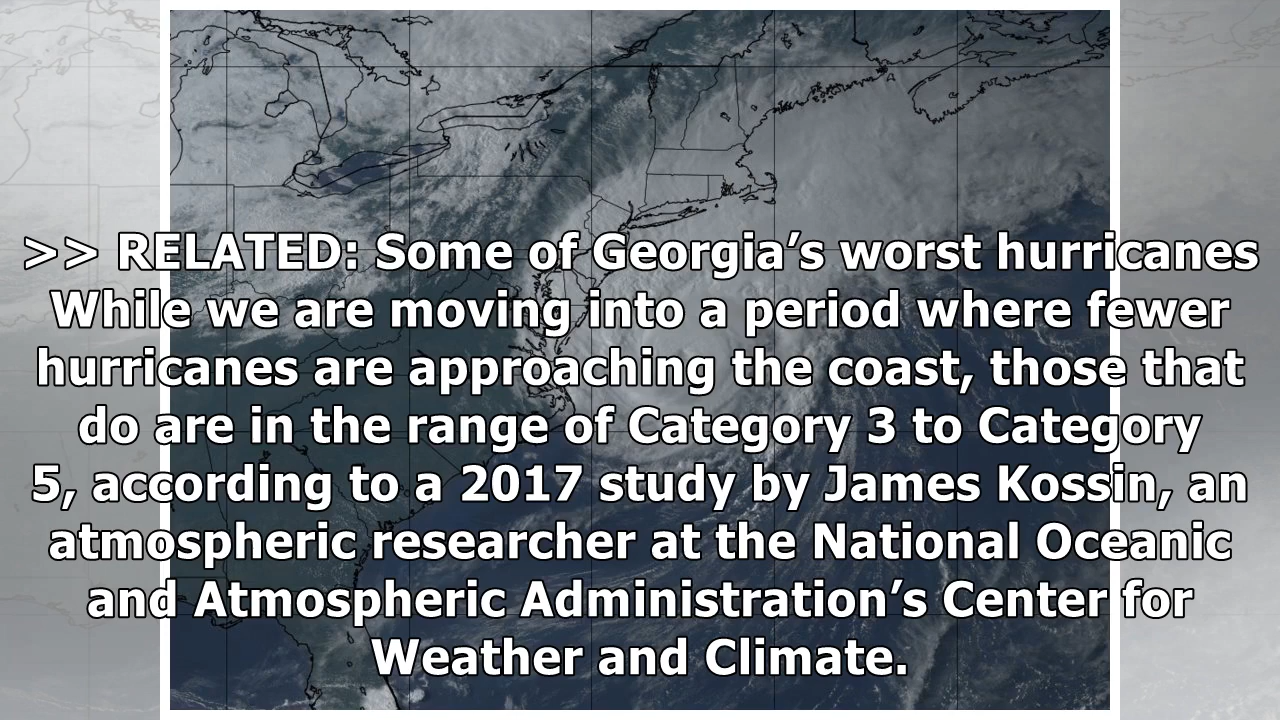 >> RELATED: Some of Georgia’s worst hurricanes
While we are moving into a period where fewer
hurricanes are approaching the coast, those that
do are in the range of Category 3 to Category
5, according to a 2017 study by James Kossin, an
atmospheric researcher at the National Oceanic
and Atmospheric Administration’s Center for
Weather and Climate.